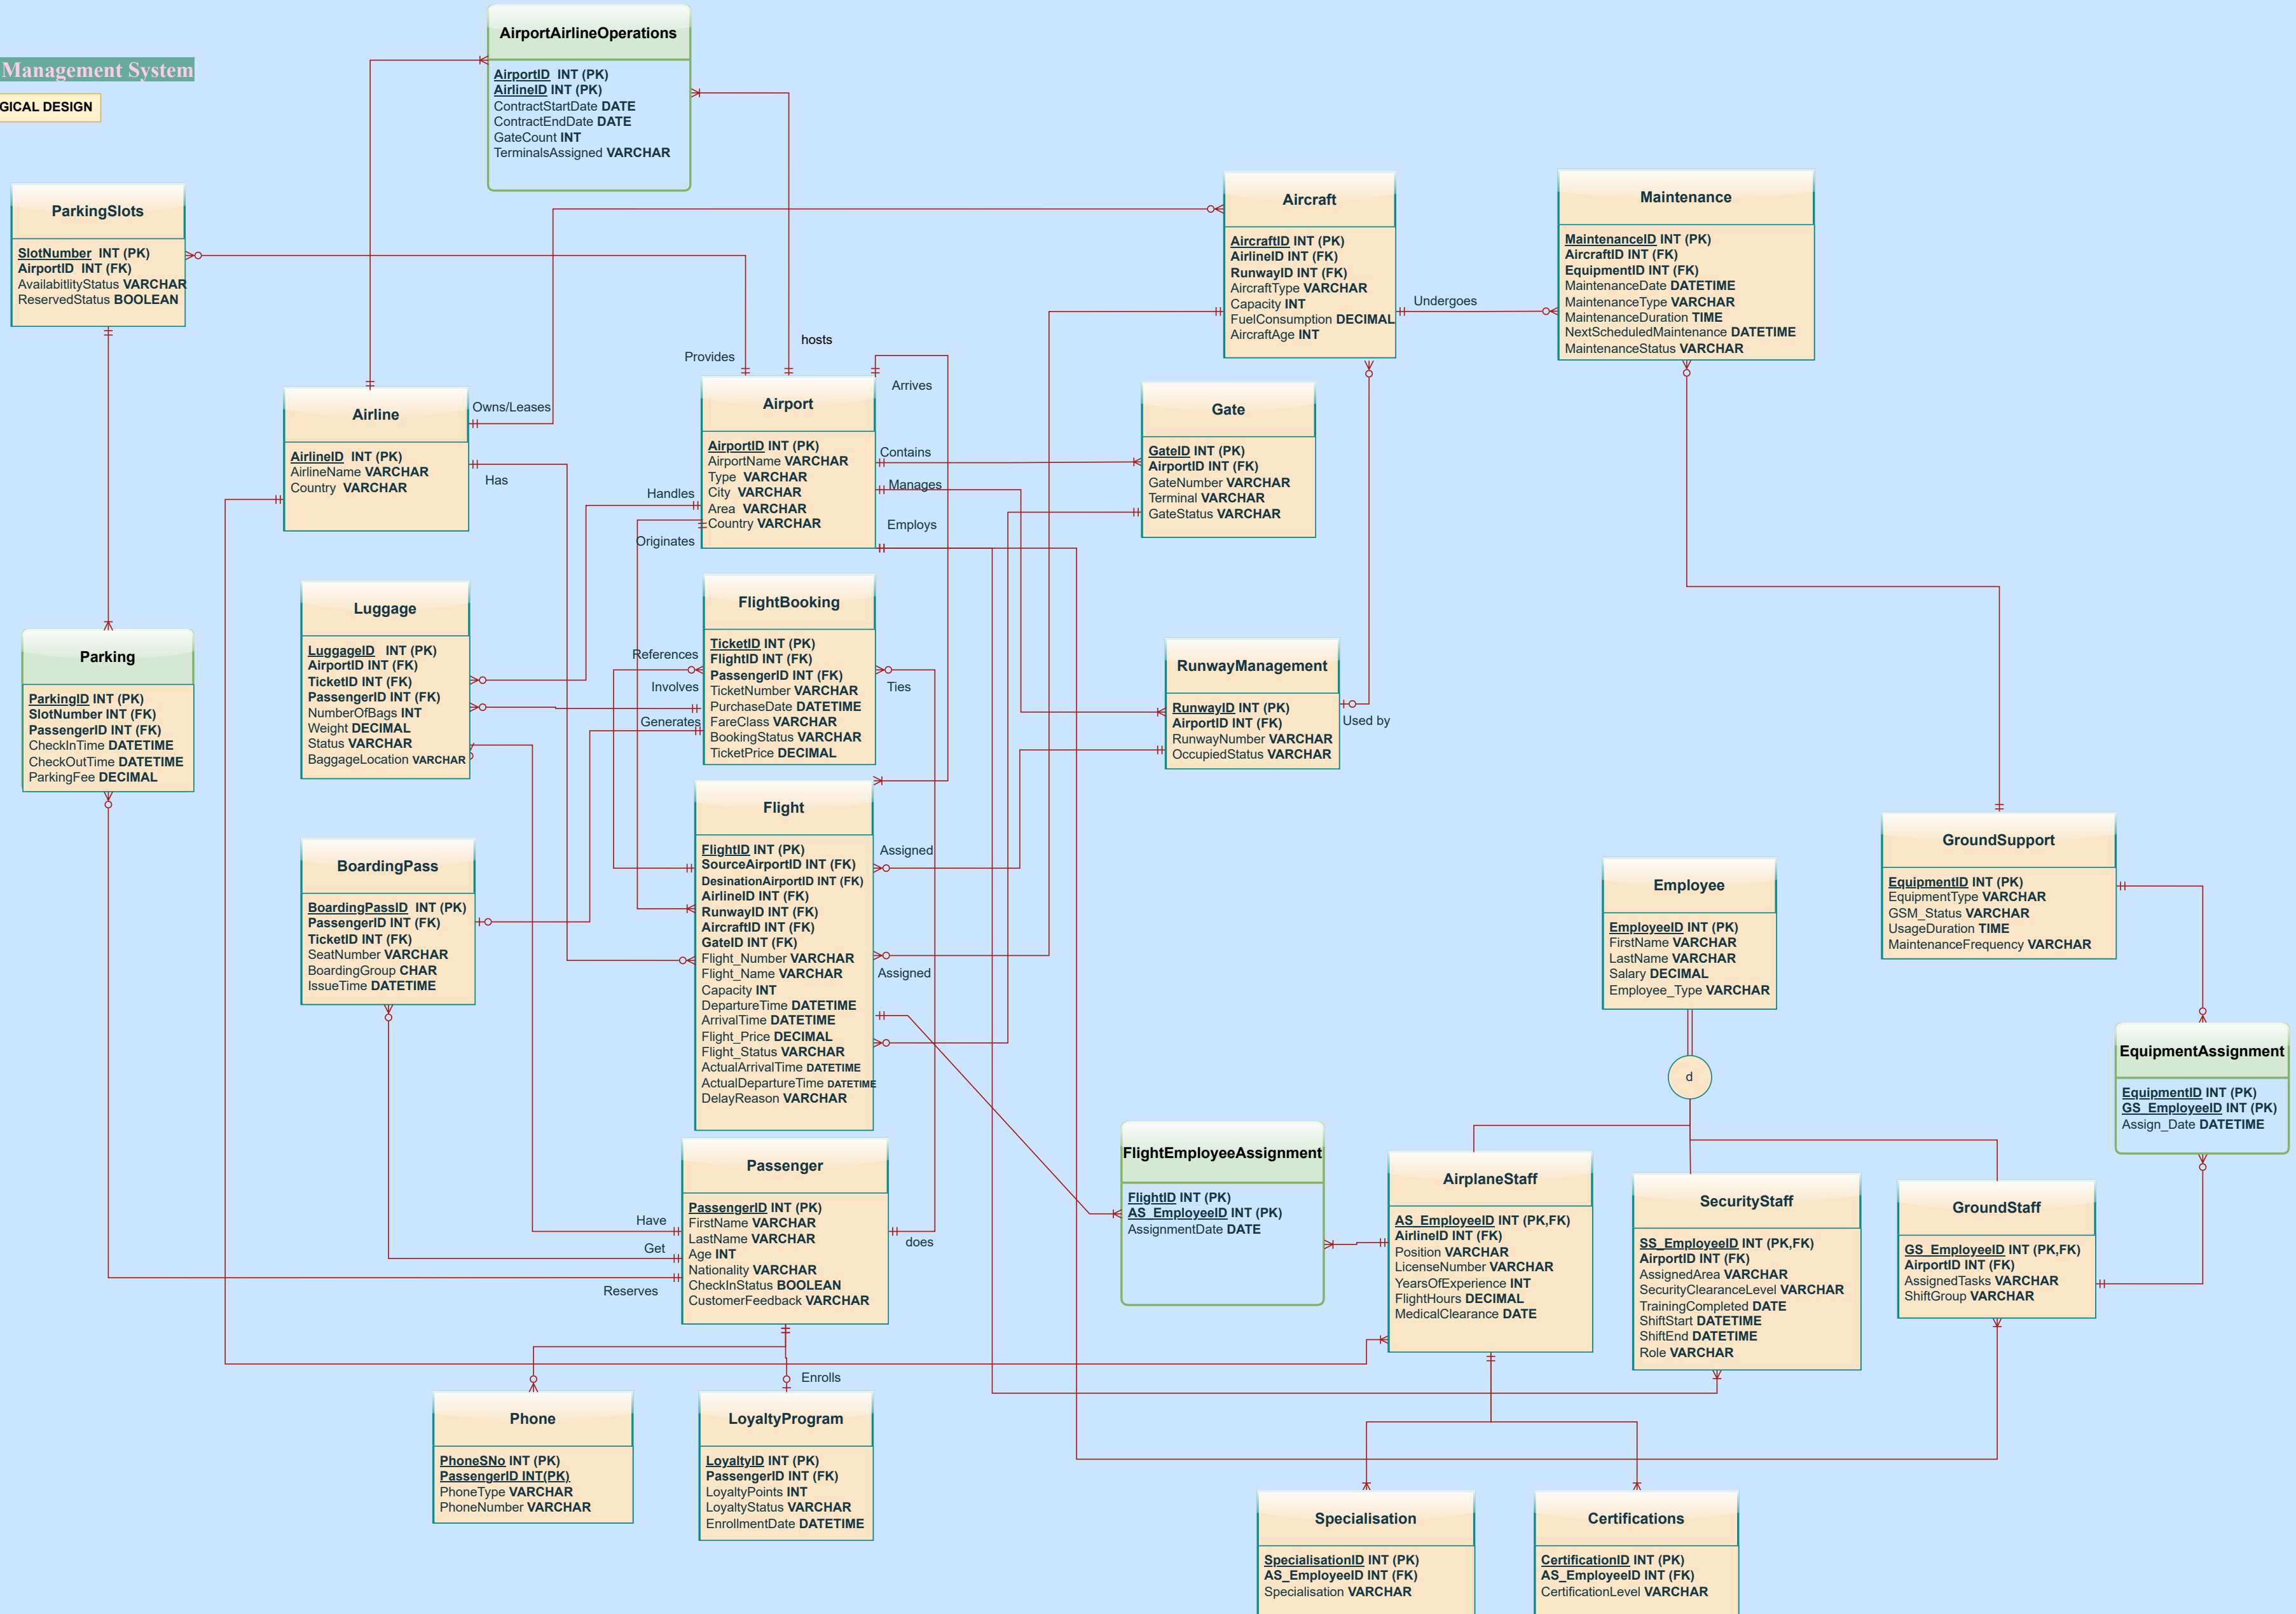 Management System
GICAL DESIGN
AirportAirlineOperations
AirportID INT (PK)
AirlineID INT (PK)
ContractStartDate DATE
ContractEndDate DATE
GateCount INT
TerminalsAssigned VARCHAR
ParkingSlots
SlotNumber INT (PK)
AirportID INT (FK)
AvailabitlityStatus VARCHAR
ReservedStatus BOOLEAN
Aircraft
AircraftID INT (PK)
AirlineID INT (FK)
RunwayID INT (FK)
AircraftType VARCHAR
Capacity INT
FuelConsumption DECIMAL
AircraftAge INT
Undergoes
Maintenance
MaintenanceID INT (PK)
AircraftID INT (FK)
EquipmentID INT (FK)
MaintenanceDate DATETIME
MaintenanceType VARCHAR
MaintenanceDuration TIME
NextScheduledMaintenance DATETIME
MaintenanceStatus VARCHAR
hosts
Provides
Arrives
Airline
AirlineID INT (PK)
AirlineName VARCHAR
Country VARCHAR
Owns/Leases
Has
Airport
AirportID INT (PK)
AirportName VARCHAR
Type VARCHAR
City VARCHAR
Area VARCHAR
Country VARCHAR
Contains
Manages
Handles
Employs
Originates
Gate
GateID INT (PK)
AirportID INT (FK)
GateNumber VARCHAR
Terminal VARCHAR
GateStatus VARCHAR
Luggage
LuggageID INT (PK)
AirportID INT (FK)
TicketID INT (FK)
PassengerID INT (FK)
NumberOfBags INT
Weight DECIMAL
Status VARCHAR
BaggageLocation VARCHAR
FlightBooking
TicketID INT (PK)
FlightID INT (FK)
PassengerID INT (FK)
TicketNumber VARCHAR
PurchaseDate DATETIME
FareClass VARCHAR
BookingStatus VARCHAR
TicketPrice DECIMAL
References
Involves
Generates
Ties
Parking
ParkingID INT (PK)
SlotNumber INT (FK)
PassengerID INT (FK)
CheckInTime DATETIME
CheckOutTime DATETIME
ParkingFee DECIMAL
RunwayManagement
RunwayID INT (PK)
AirportID INT (FK)
RunwayNumber VARCHAR
OccupiedStatus VARCHAR
Used by
Flight
FlightID INT (PK)
SourceAirportID INT (FK)
DesinationAirportID INT (FK)
AirlineID INT (FK)
RunwayID INT (FK)
AircraftID INT (FK)
GateID INT (FK)
Flight_Number VARCHAR
Flight_Name VARCHAR
Capacity INT
DepartureTime DATETIME
ArrivalTime DATETIME
Flight_Price DECIMAL
Flight_Status VARCHAR
ActualArrivalTime DATETIME
ActualDepartureTime DATETIME
DelayReason VARCHAR
Assigned
Assigned
BoardingPass
BoardingPassID INT (PK)
PassengerID INT (FK)
TicketID INT (FK)
SeatNumber VARCHAR
BoardingGroup CHAR
IssueTime DATETIME
GroundSupport
EquipmentID INT (PK)
EquipmentType VARCHAR
GSM_Status VARCHAR
UsageDuration TIME
MaintenanceFrequency VARCHAR
Employee
EmployeeID INT (PK)
FirstName VARCHAR
LastName VARCHAR
Salary DECIMAL
Employee_Type VARCHAR
d
EquipmentAssignment
EquipmentID INT (PK)
GS_EmployeeID INT (PK)
Assign_Date DATETIME
FlightEmployeeAssignment
FlightID INT (PK)
AS_EmployeeID INT (PK)
AssignmentDate DATE
Passenger
PassengerID INT (PK)
FirstName VARCHAR
LastName VARCHAR
Age INT
Nationality VARCHAR
CheckInStatus BOOLEAN
CustomerFeedback VARCHAR
Have
Get
Reserves
does
AirplaneStaff
AS_EmployeeID INT (PK,FK)
AirlineID INT (FK)
Position VARCHAR
LicenseNumber VARCHAR
YearsOfExperience INT
FlightHours DECIMAL
MedicalClearance DATE
SecurityStaff
SS_EmployeeID INT (PK,FK)
AirportID INT (FK)
AssignedArea VARCHAR
SecurityClearanceLevel VARCHAR
TrainingCompleted DATE
ShiftStart DATETIME
ShiftEnd DATETIME
Role VARCHAR
GroundStaff
GS_EmployeeID INT (PK,FK)
AirportID INT (FK)
AssignedTasks VARCHAR
ShiftGroup VARCHAR
Enrolls
Phone
PhoneSNo INT (PK)
PassengerID INT(PK)
PhoneType VARCHAR
PhoneNumber VARCHAR
LoyaltyProgram
LoyaltyID INT (PK)
PassengerID INT (FK)
LoyaltyPoints INT
LoyaltyStatus VARCHAR
EnrollmentDate DATETIME
Specialisation
SpecialisationID INT (PK)
AS_EmployeeID INT (FK)
Specialisation VARCHAR
Certifications
CertificationID INT (PK)
AS_EmployeeID INT (FK)
CertificationLevel VARCHAR